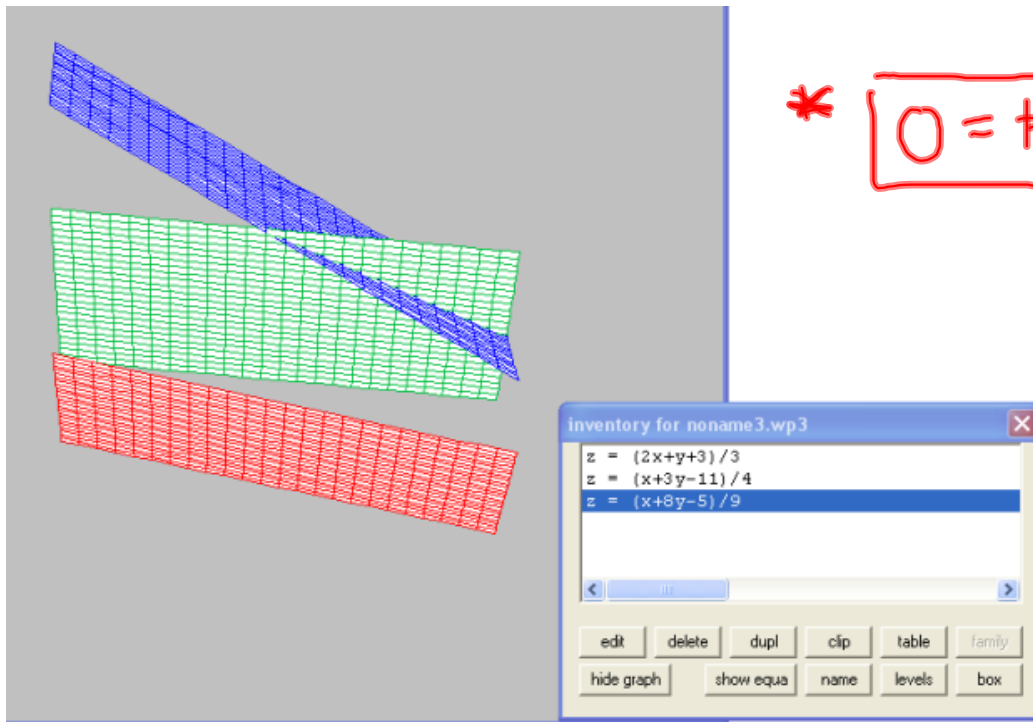 * 0 =
inventory for noname3.wp3
z = (2x+y+3)/3
z = (x+3y-11)/4
z = (x+8y-5)/9
edit delete dupl clip table family
hide graph show equa name levels box